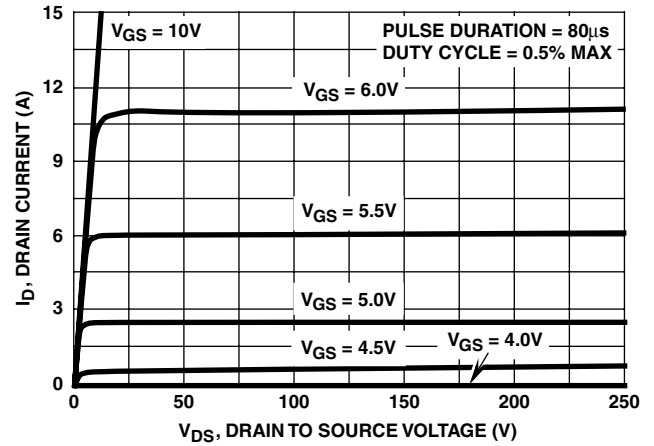 15
12
9
6
3
0
I_D, DRAIN CURRENT (A)
V_GS = 10V
PULSE DURATION = 80µs
DUTY CYCLE = 0.5% MAX
V_GS = 6.0V
V_GS = 5.5V
V_GS = 5.0V
V_GS = 4.5V
V_GS = 4.0V
0 50 100 150 200 250
V_DS, DRAIN TO SOURCE VOLTAGE (V)